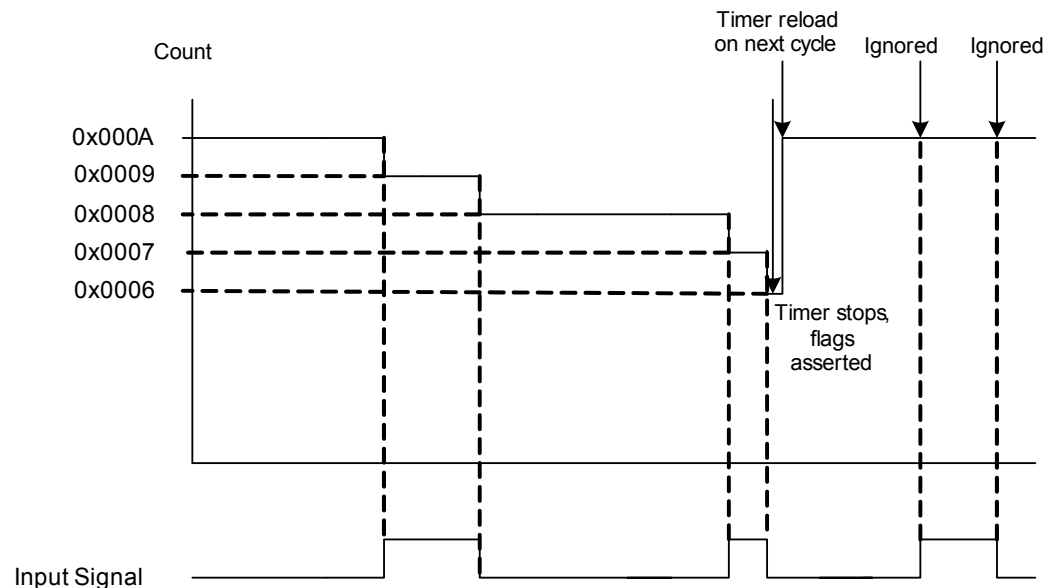 Timer reload
on next cycle
Ignored
Ignored
Count
0x000A
0x0009
0x0008
0x0007
0x0006
Timer stops,
flags
asserted
Input Signal